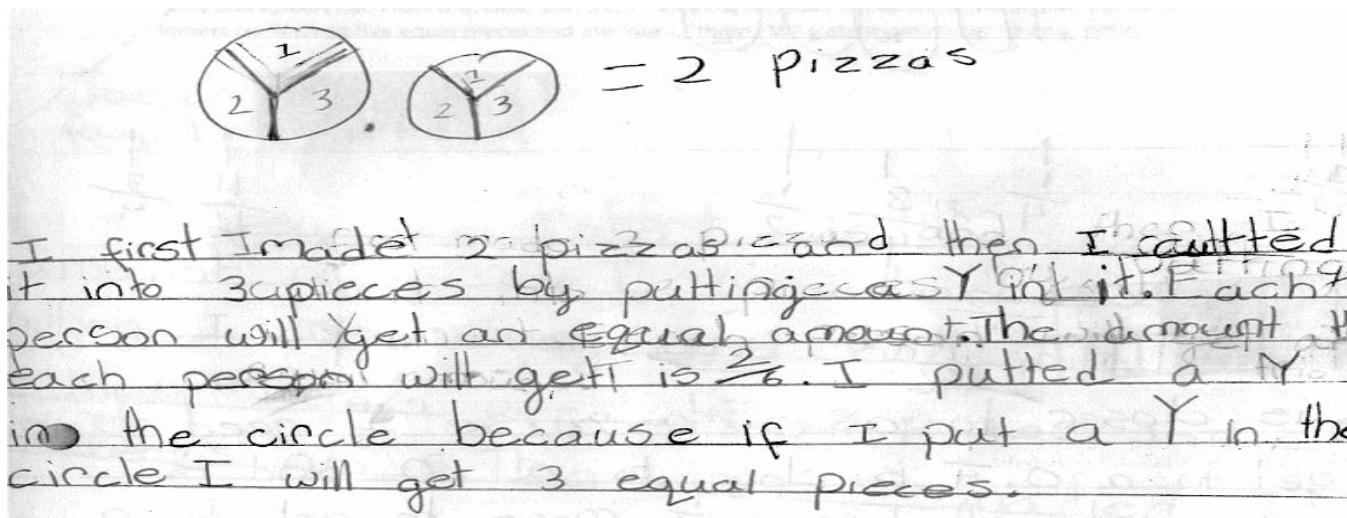 1 1
2 3 . 2 3 = 2 pizzas
I first I made 2 pizzas and then I cutted
it into 3 pieces by putting a Y in it. Each
person will get an equal amount. The amount
each person will get is 2/6. I putted a Y
in the circle because if I put a Y in the
circle I will get 3 equal pieces.